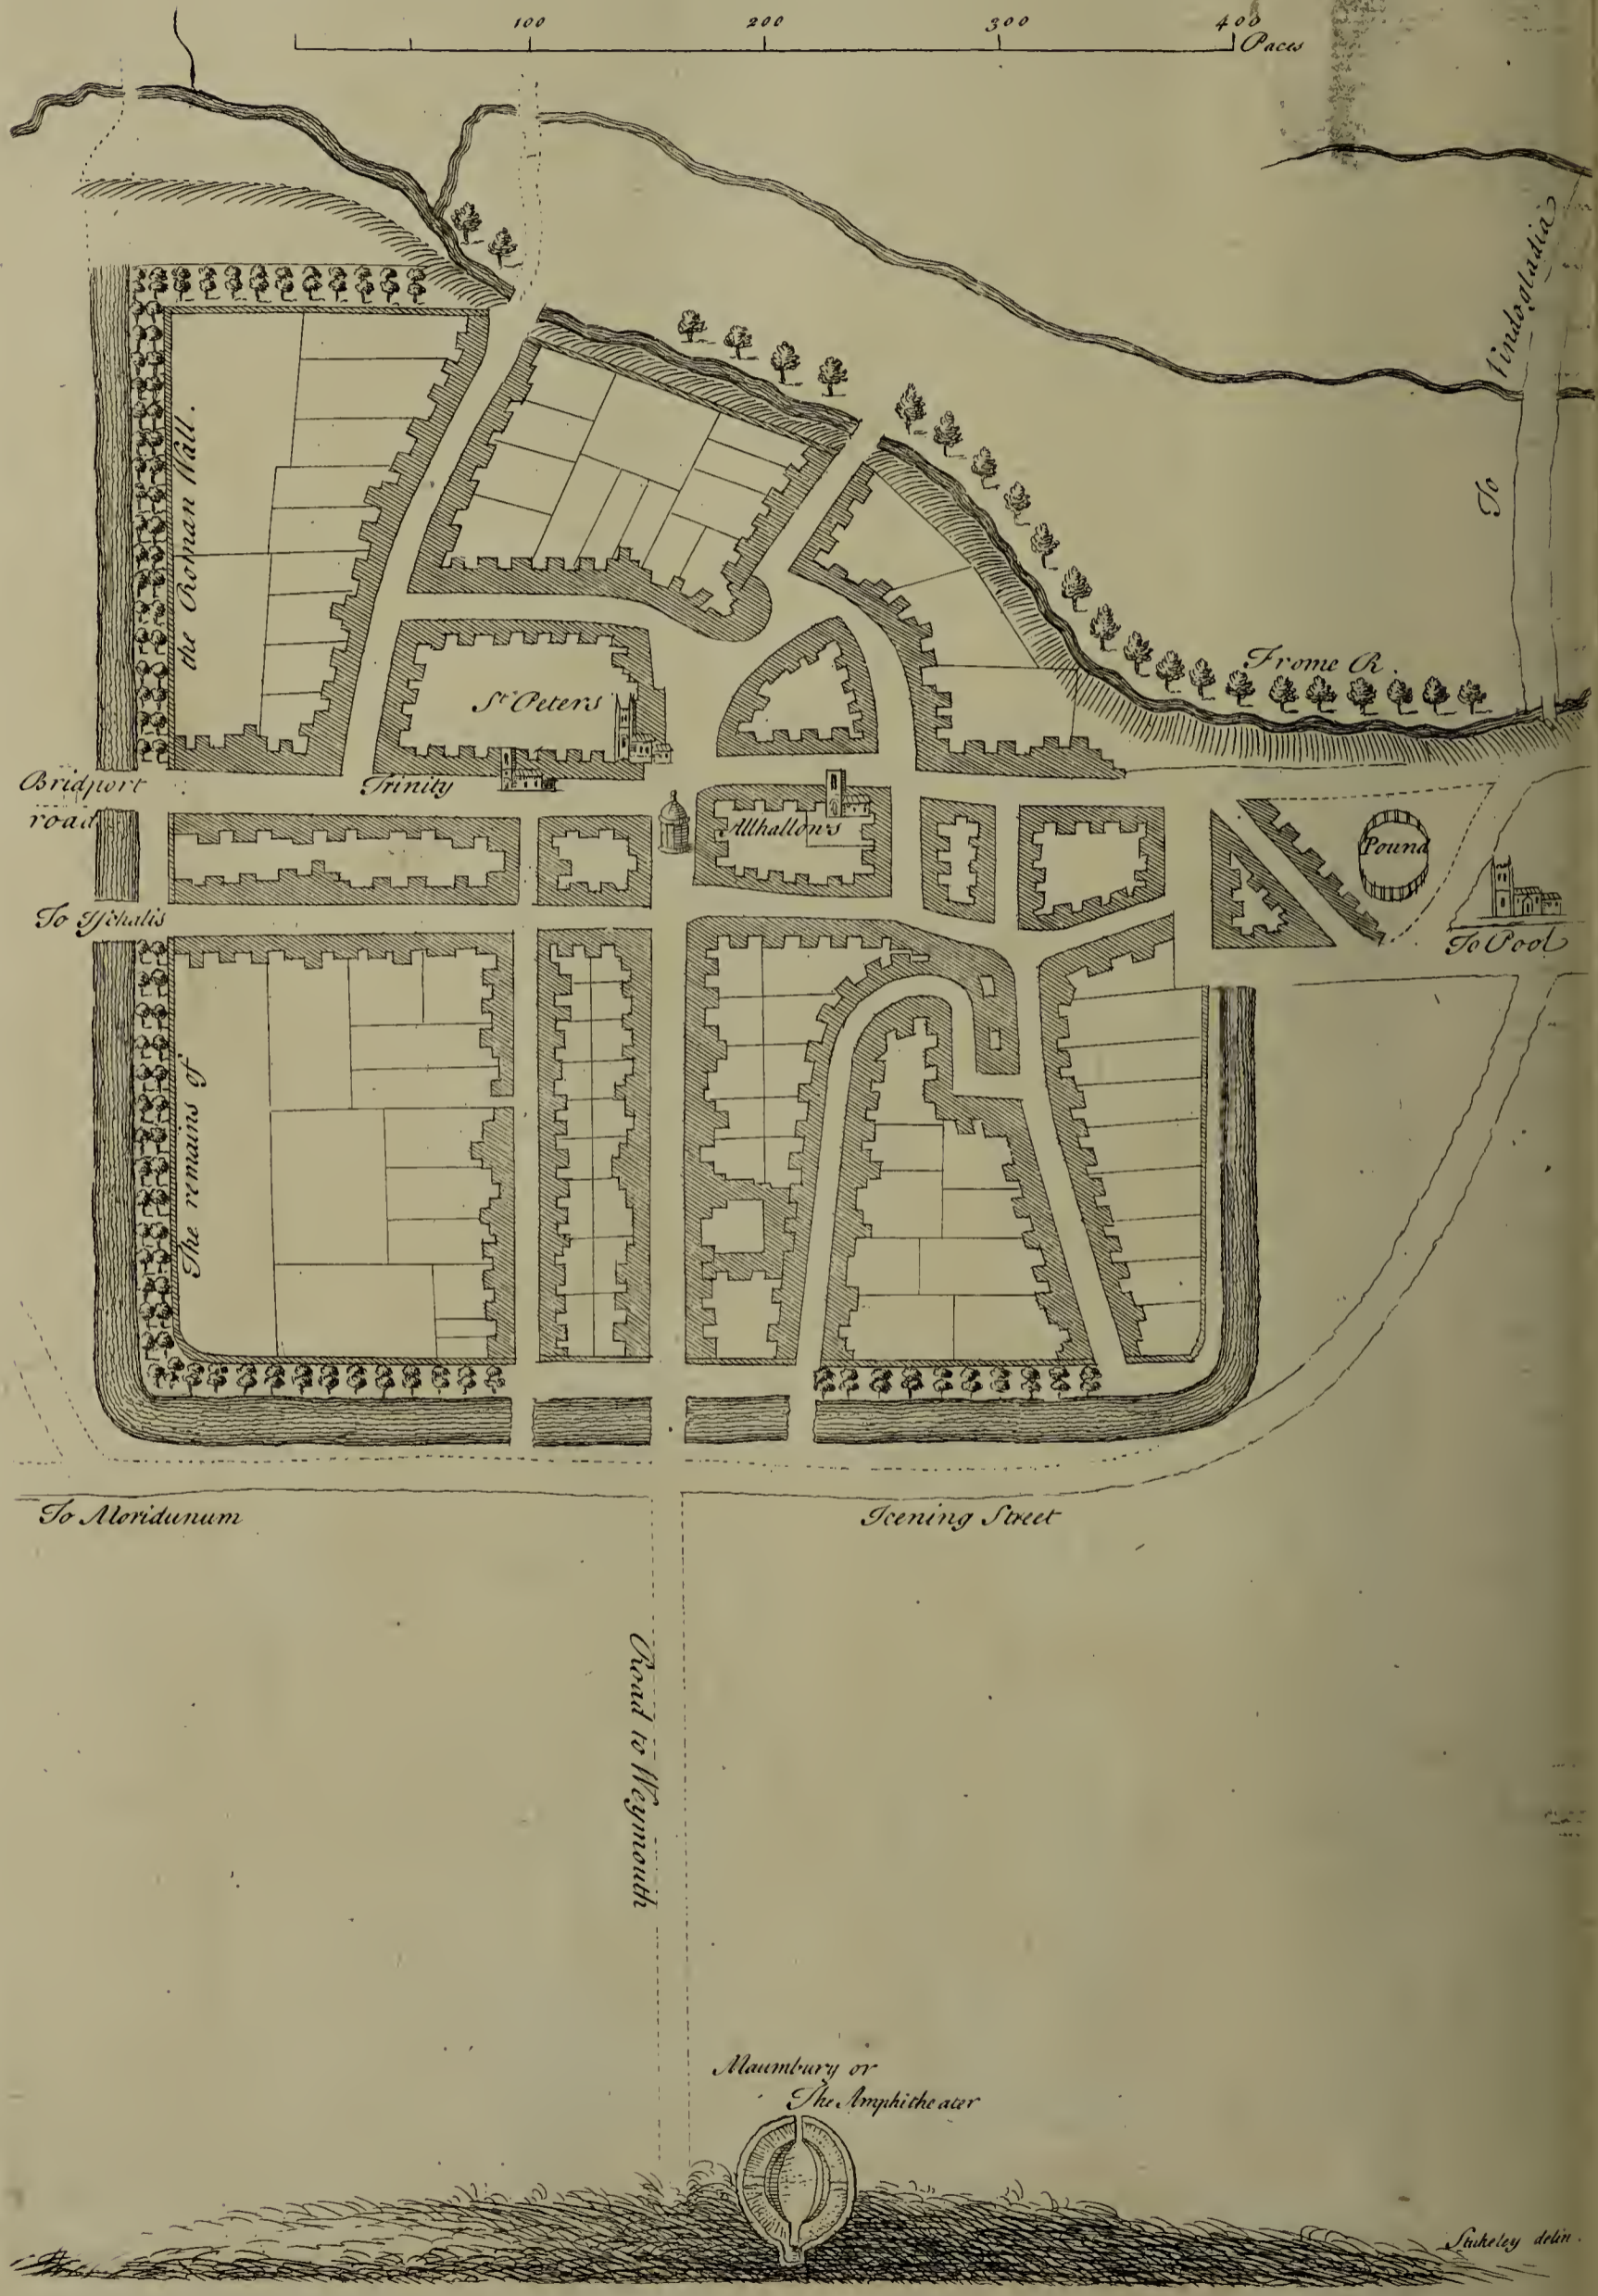 100 200 300 400
Paces
Vindogladia
To
the Roman Wall.
Frome R.
St Peters
Bridport
road
Trinity
Allhallows
Pound
To Ischalis
To Pool
The remains of
To Moridunum
Icening Street
Road to Weymouth
Maumbury or
The Amphitheater
Stukeley delin.